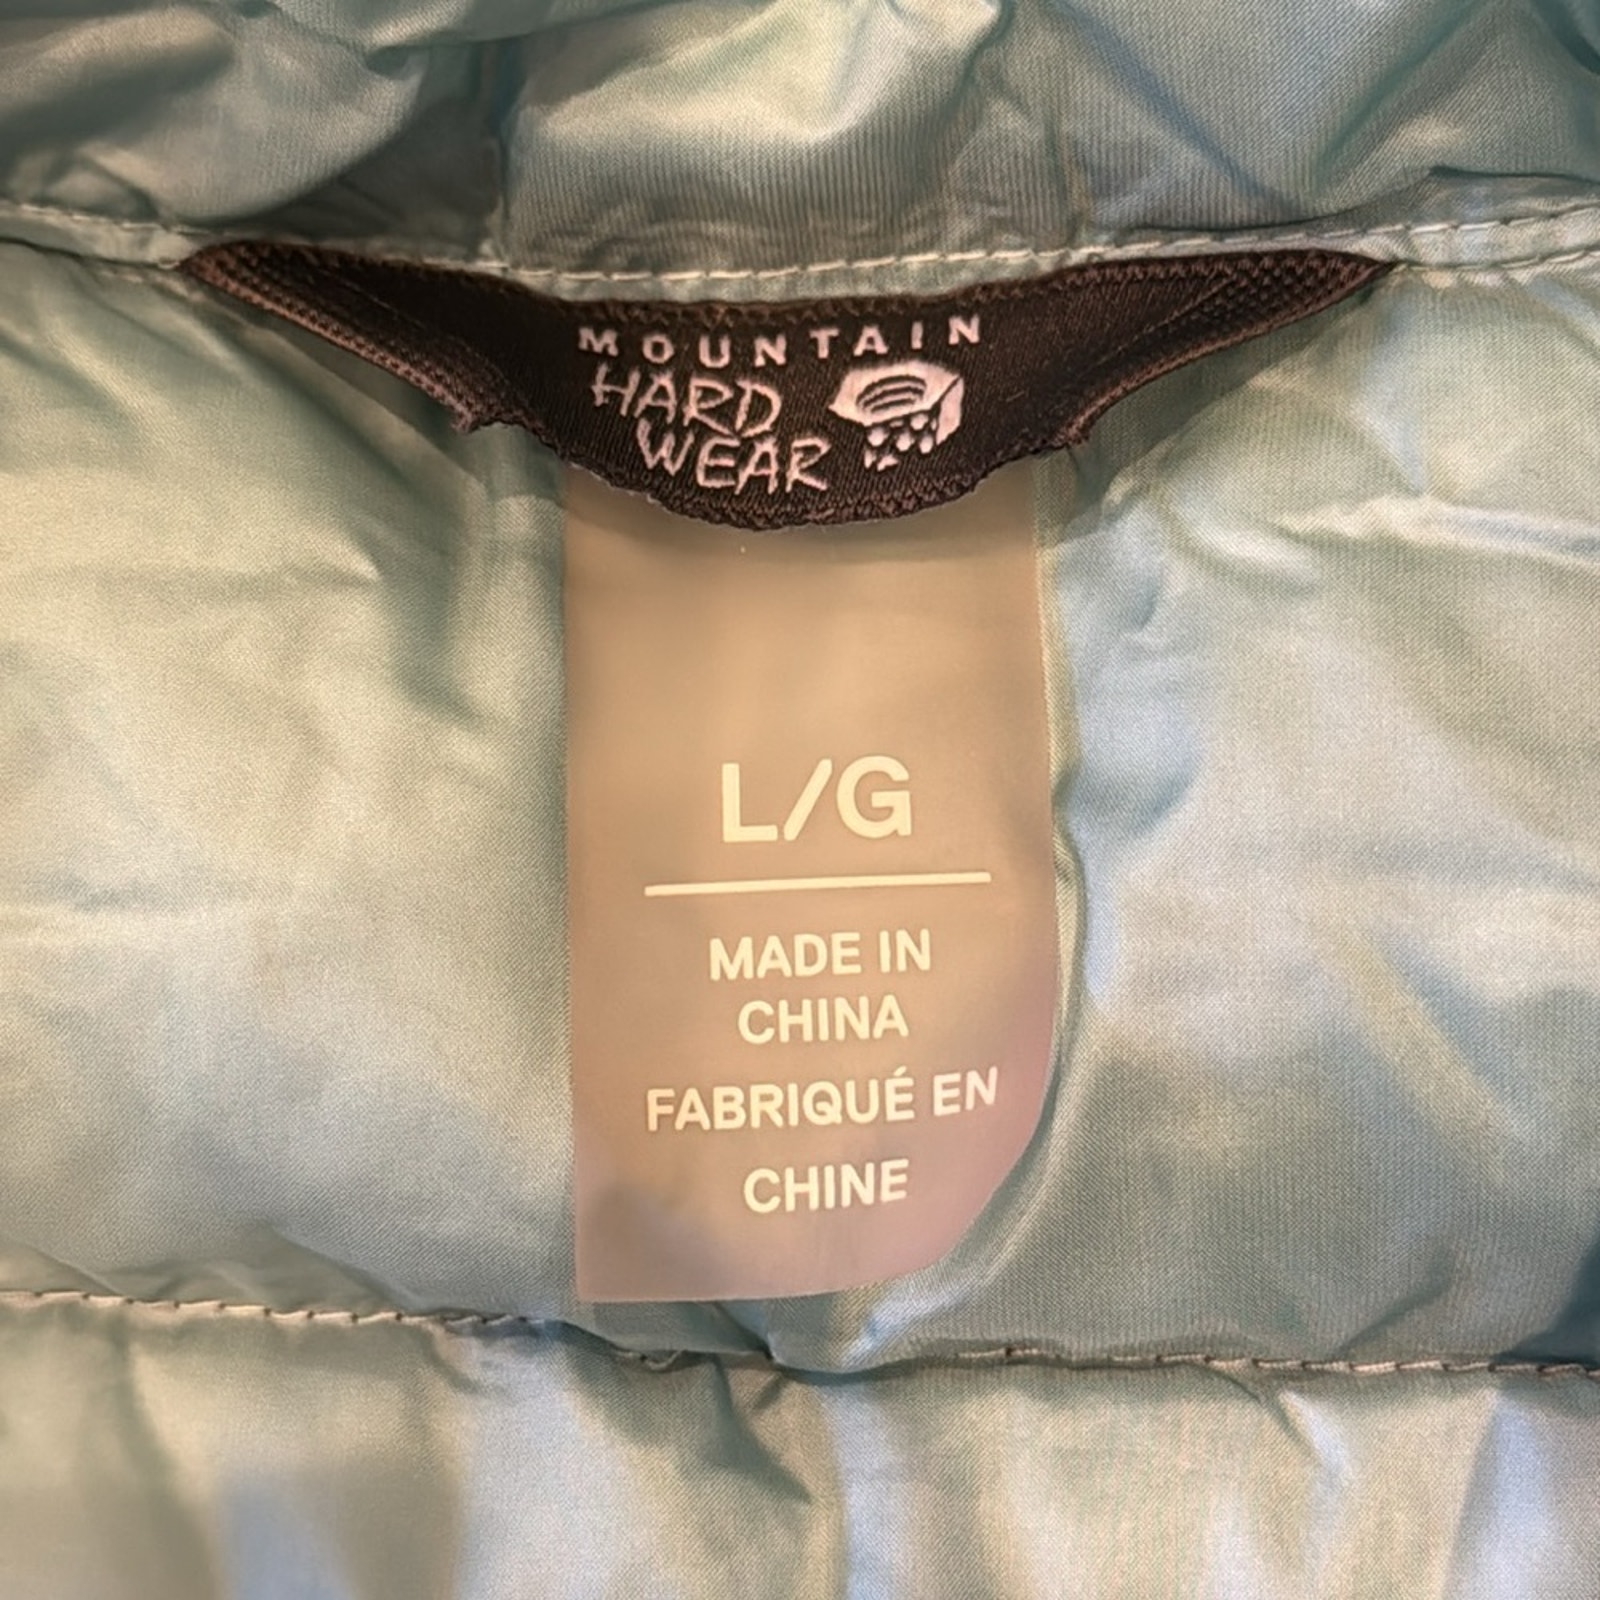 MOUNTAIN
HARD
WEAR
L/G
MADE IN
CHINA
FABRIQUÉ EN
CHINE